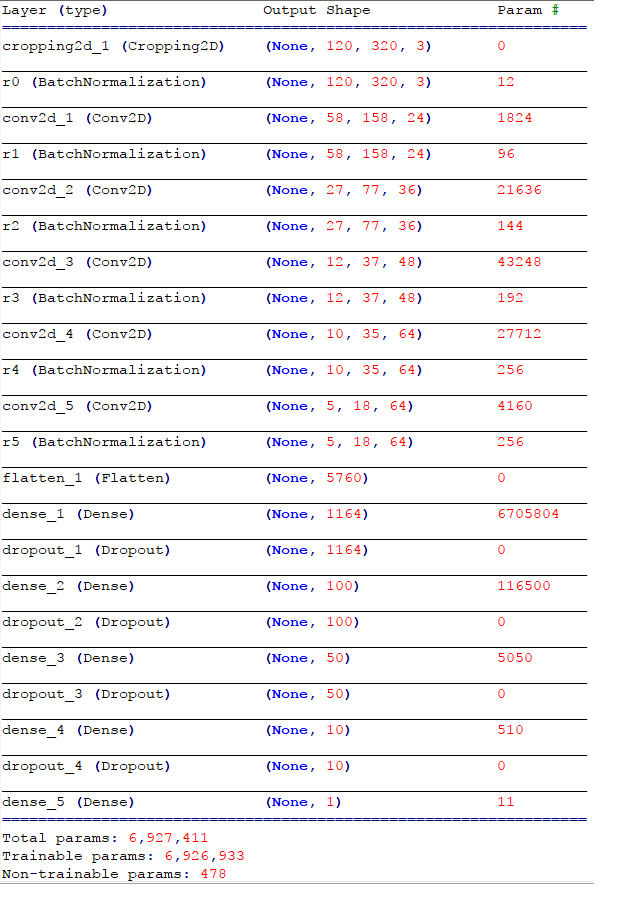 Layer (type) Output Shape Param #
=================================================================
cropping2d_1 (Cropping2D) (None, 120, 320, 3) 0
r0 (BatchNormalization) (None, 120, 320, 3) 12
conv2d_1 (Conv2D) (None, 58, 158, 24) 1824
r1 (BatchNormalization) (None, 58, 158, 24) 96
conv2d_2 (Conv2D) (None, 27, 77, 36) 21636
r2 (BatchNormalization) (None, 27, 77, 36) 144
conv2d_3 (Conv2D) (None, 12, 37, 48) 43248
r3 (BatchNormalization) (None, 12, 37, 48) 192
conv2d_4 (Conv2D) (None, 10, 35, 64) 27712
r4 (BatchNormalization) (None, 10, 35, 64) 256
conv2d_5 (Conv2D) (None, 5, 18, 64) 4160
r5 (BatchNormalization) (None, 5, 18, 64) 256
flatten_1 (Flatten) (None, 5760) 0
dense_1 (Dense) (None, 1164) 6705804
dropout_1 (Dropout) (None, 1164) 0
dense_2 (Dense) (None, 100) 116500
dropout_2 (Dropout) (None, 100) 0
dense_3 (Dense) (None, 50) 5050
dropout_3 (Dropout) (None, 50) 0
dense_4 (Dense) (None, 10) 510
dropout_4 (Dropout) (None, 10) 0
dense_5 (Dense) (None, 1) 11
=================================================================
Total params: 6,927,411
Trainable params: 6,926,933
Non-trainable params: 478